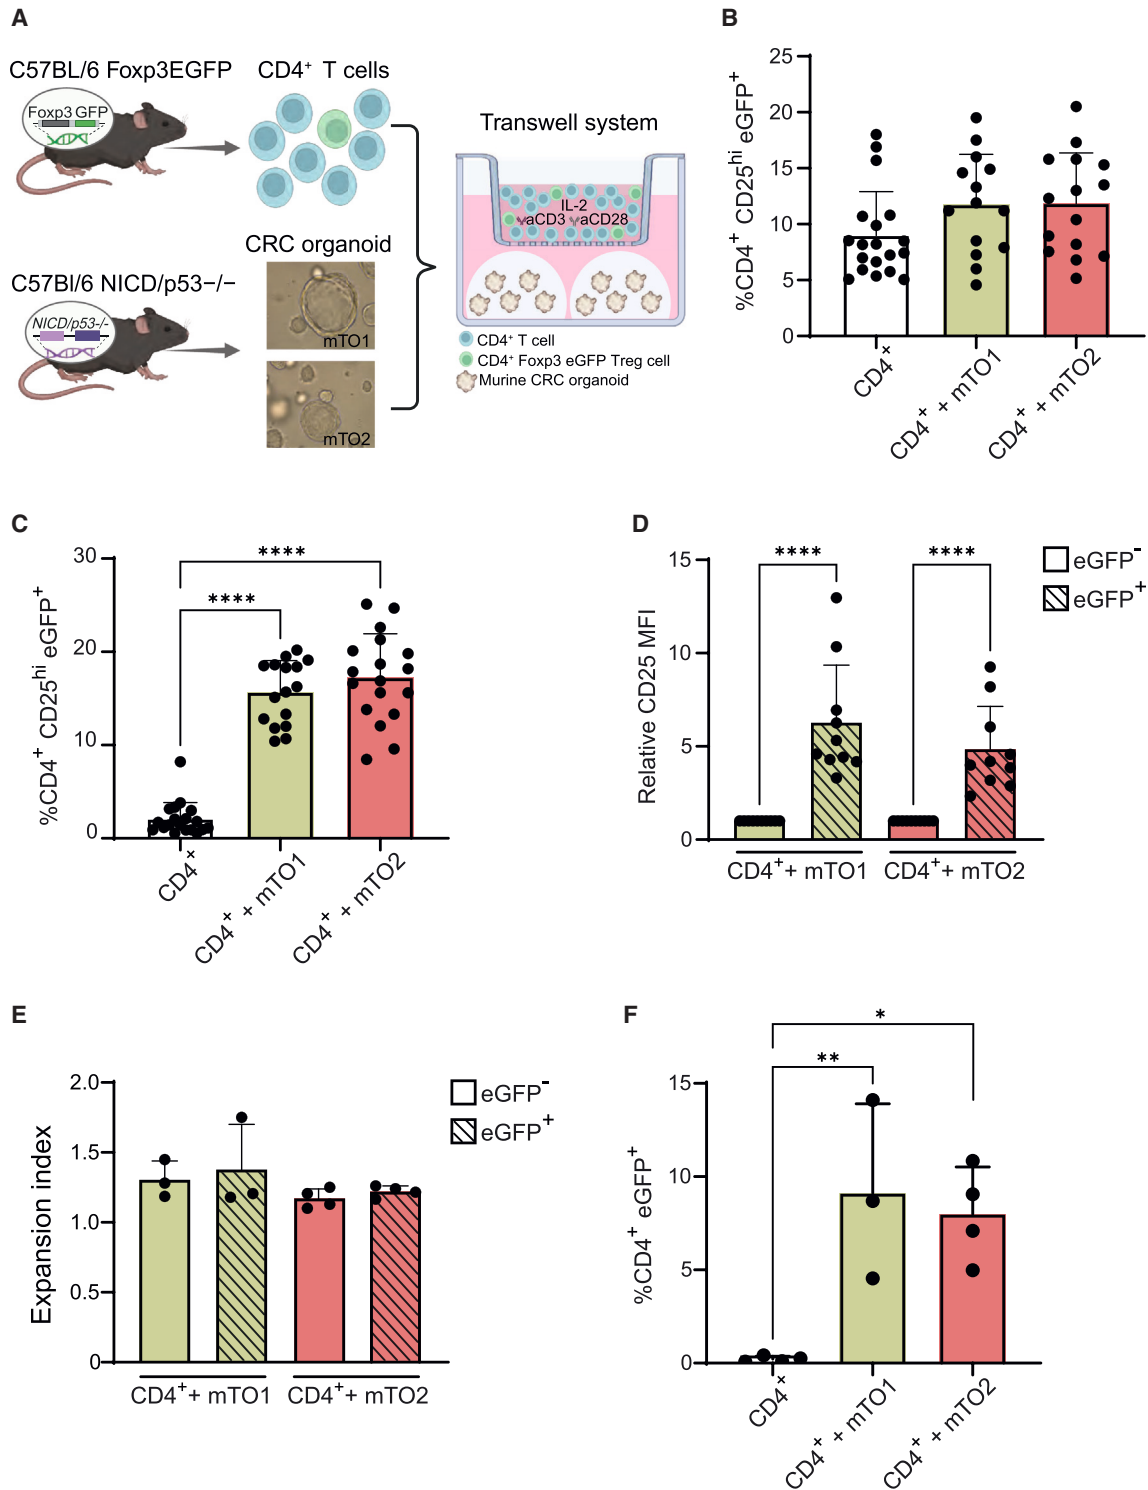 A
C57BL/6 Foxp3EGFP
CD4⁺ T cells
Foxp3 GFP
Transwell system
IL-2
aCD3 aCD28
CRC organoid
C57Bl/6 NICD/p53−/−
NICD/p53-/-
mTO1
mTO2
CD4⁺ T cell
CD4⁺ Foxp3 eGFP Treg cell
Murine CRC organoid
B
%CD4⁺ CD25ʰⁱ eGFP⁺
25
20
15
10
5
0
CD4⁺
CD4⁺ + mTO1
CD4⁺ + mTO2
C
%CD4⁺ CD25ʰⁱ eGFP⁺
30
20
10
0
****
****
CD4⁺
CD4⁺ + mTO1
CD4⁺ + mTO2
D
Relative CD25 MFI
15
10
5
0
**** ****
eGFP⁻
eGFP⁺
CD4⁺+ mTO1 CD4⁺+ mTO2
E
Expansion index
2.0
1.5
1.0
0.5
0
eGFP⁻
eGFP⁺
CD4⁺+ mTO1 CD4⁺+ mTO2
F
%CD4⁺ eGFP⁺
15
10
5
0
*
**
CD4⁺
CD4⁺ + mTO1
CD4⁺ + mTO2